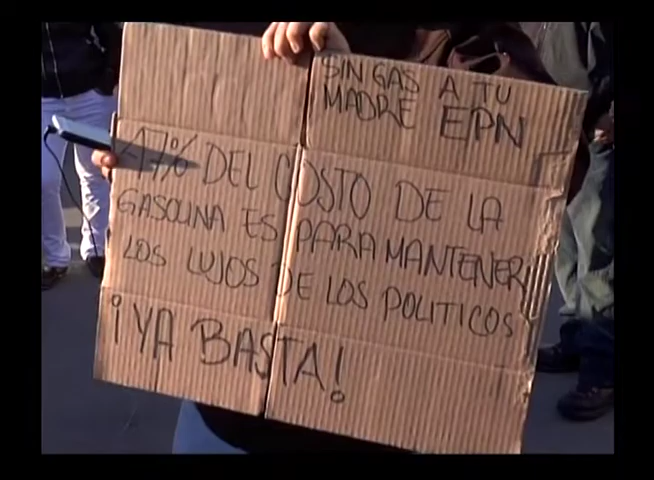 SIN GAS A TU
MADRE EPN
47% DEL COSTO DE LA
GASOLINA ES PARA MANTENER
LOS LUJOS DE LOS POLITICOS
¡YA BASTA!